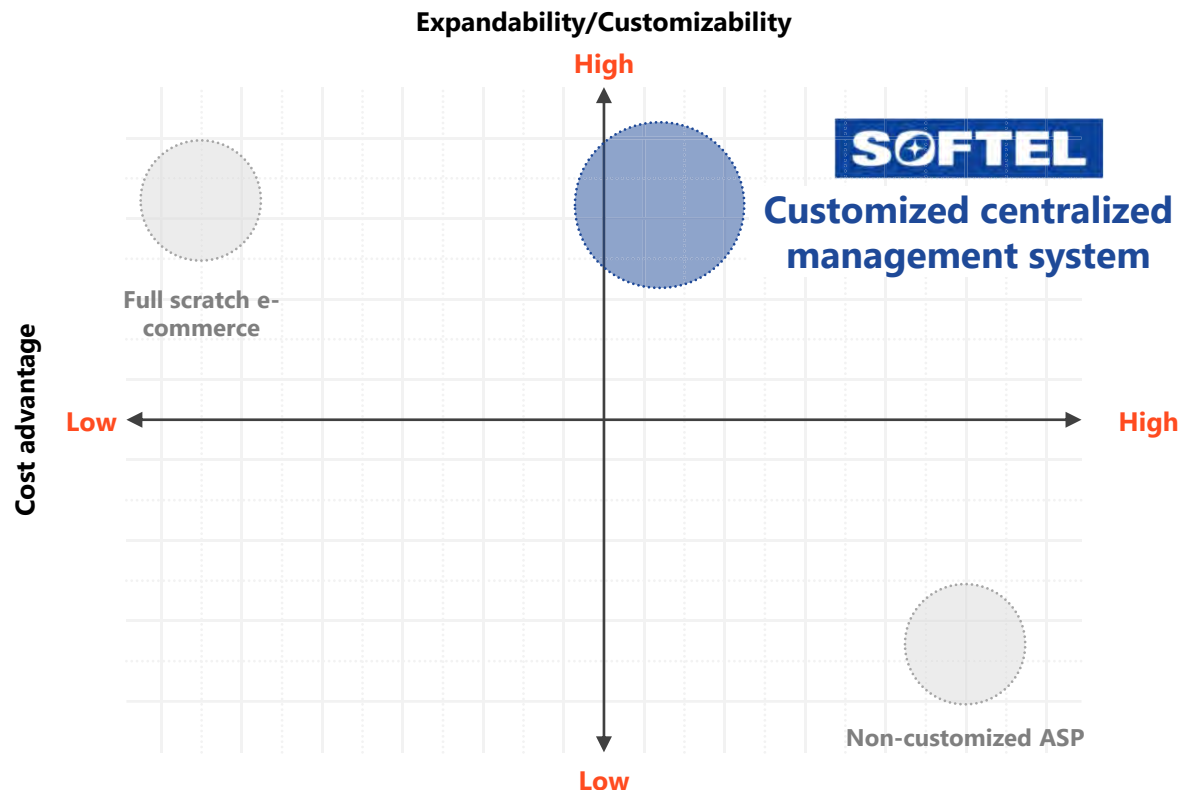 Expandability/Customizability
High
SOFTEL
Customized centralized
management system
Full scratch e-
commerce
Cost advantage
Low
High
Non-customized ASP
Low